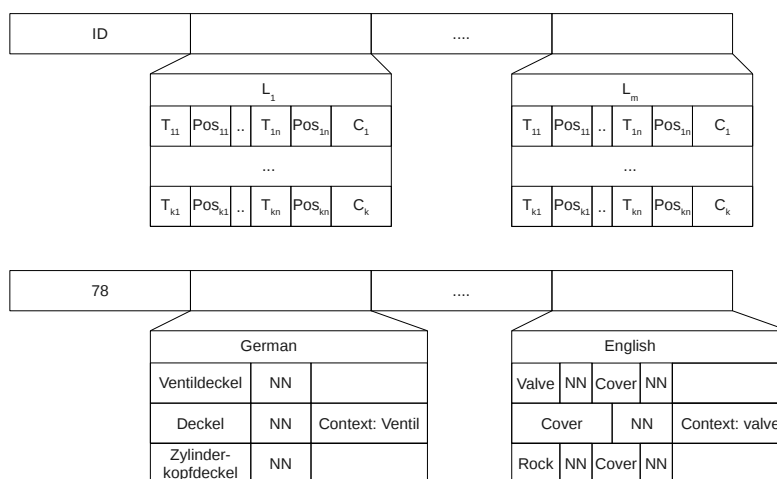 ID ....
L1 Lm
T11 Pos11 .. T1n Pos1n C1 T11 Pos11 .. T1n Pos1n C1
... ...
Tk1 Posk1 .. Tkn Poskn Ck Tk1 Posk1 .. Tkn Poskn Ck
78 ....
German English
Ventildeckel NN Valve NN Cover NN
Deckel NN Context: Ventil Cover NN Context: valve
Zylinder-
kopfdeckel NN Rock NN Cover NN